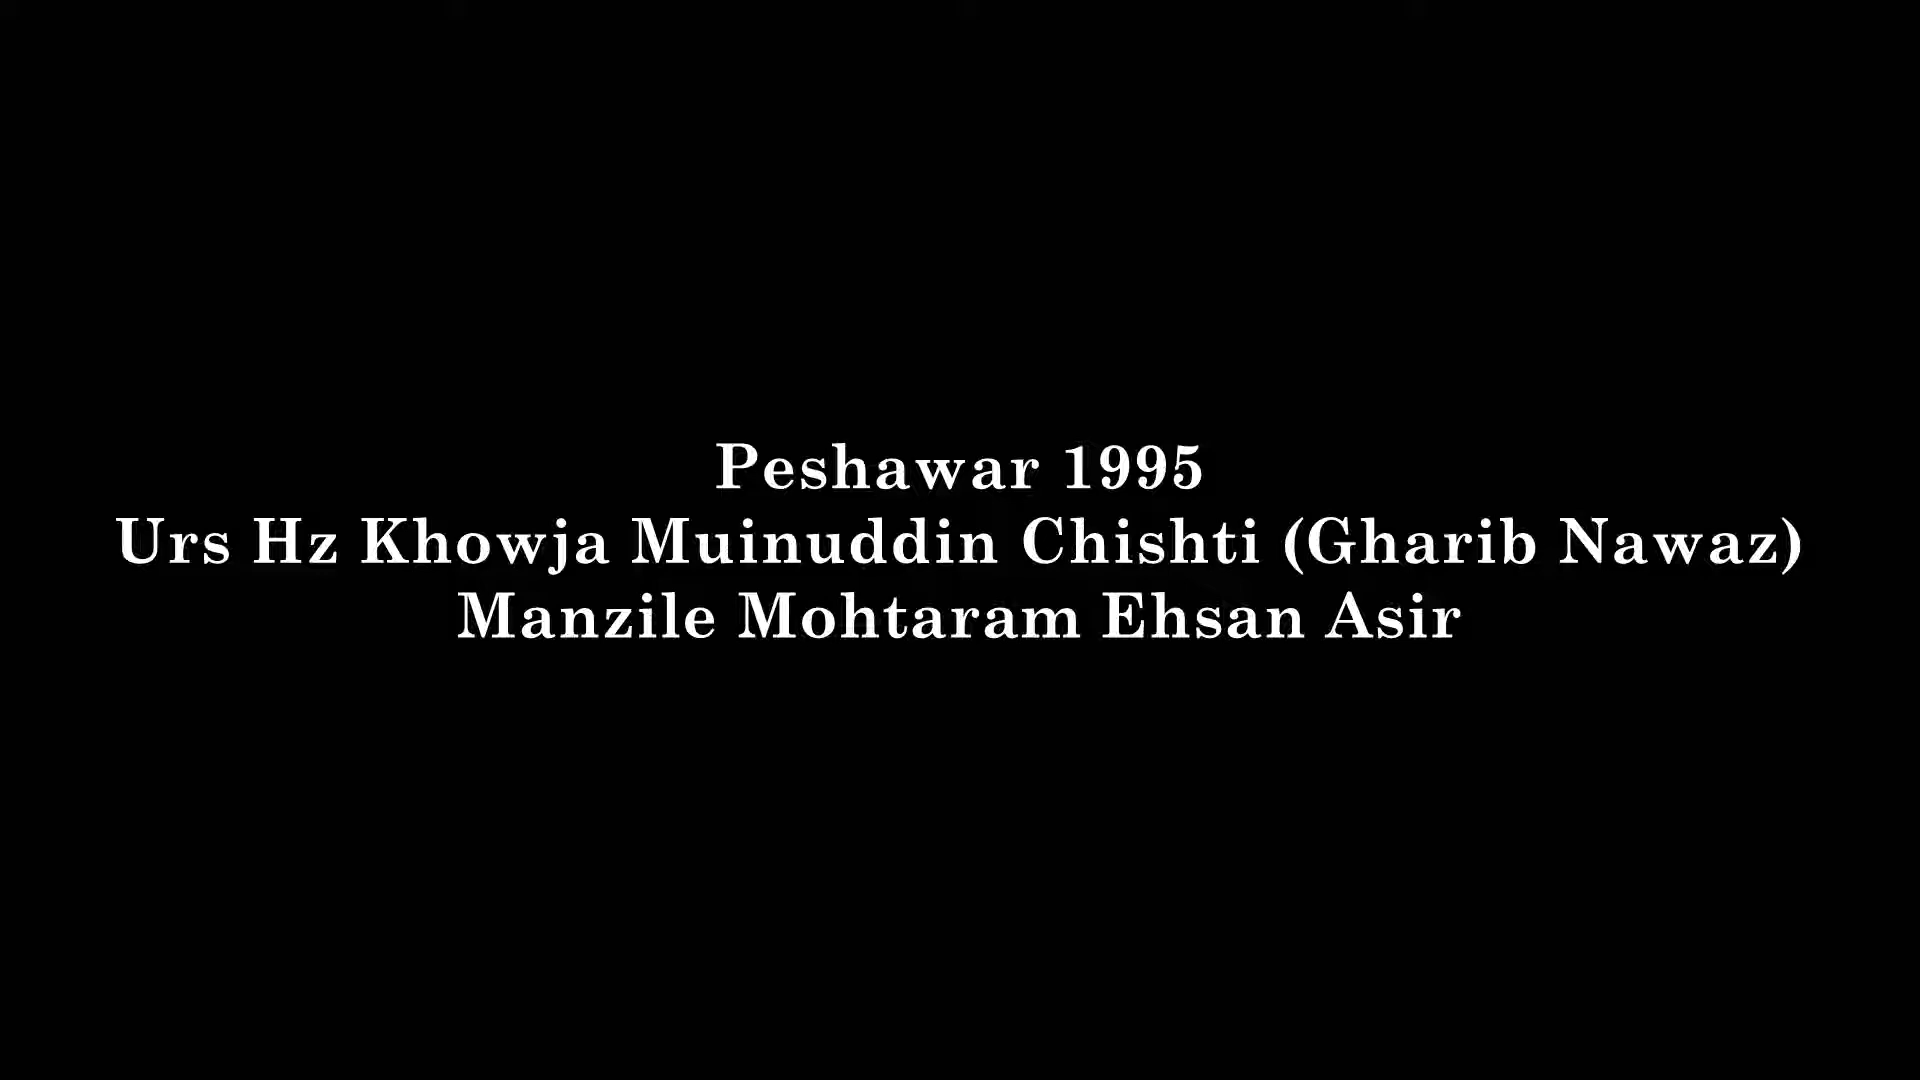 Peshawar 1995
Urs Hz Khowja Muinuddin Chishti (Gharib Nawaz)
Manzile Mohtaram Ehsan Asir